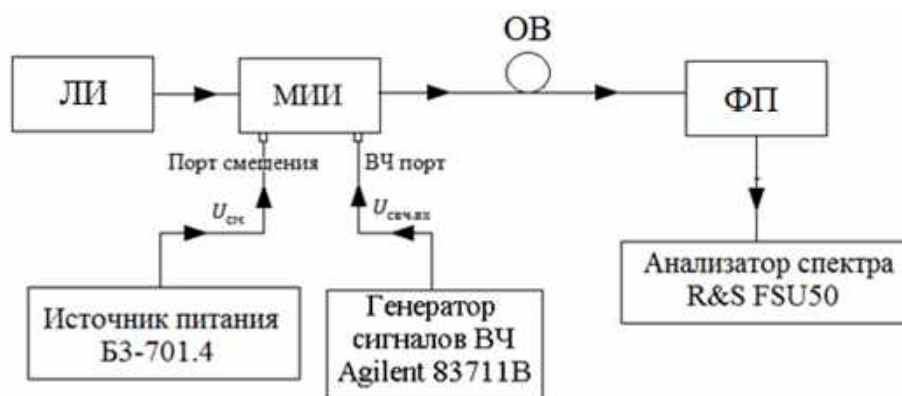 ОВ
ЛИ
МИИ
ФП
Порт смещения
ВЧ порт
Uсм
Uсвч.вх
Источник питания
Б3-701.4
Генератор
сигналов ВЧ
Agilent 83711B
Анализатор спектра
R&S FSU50